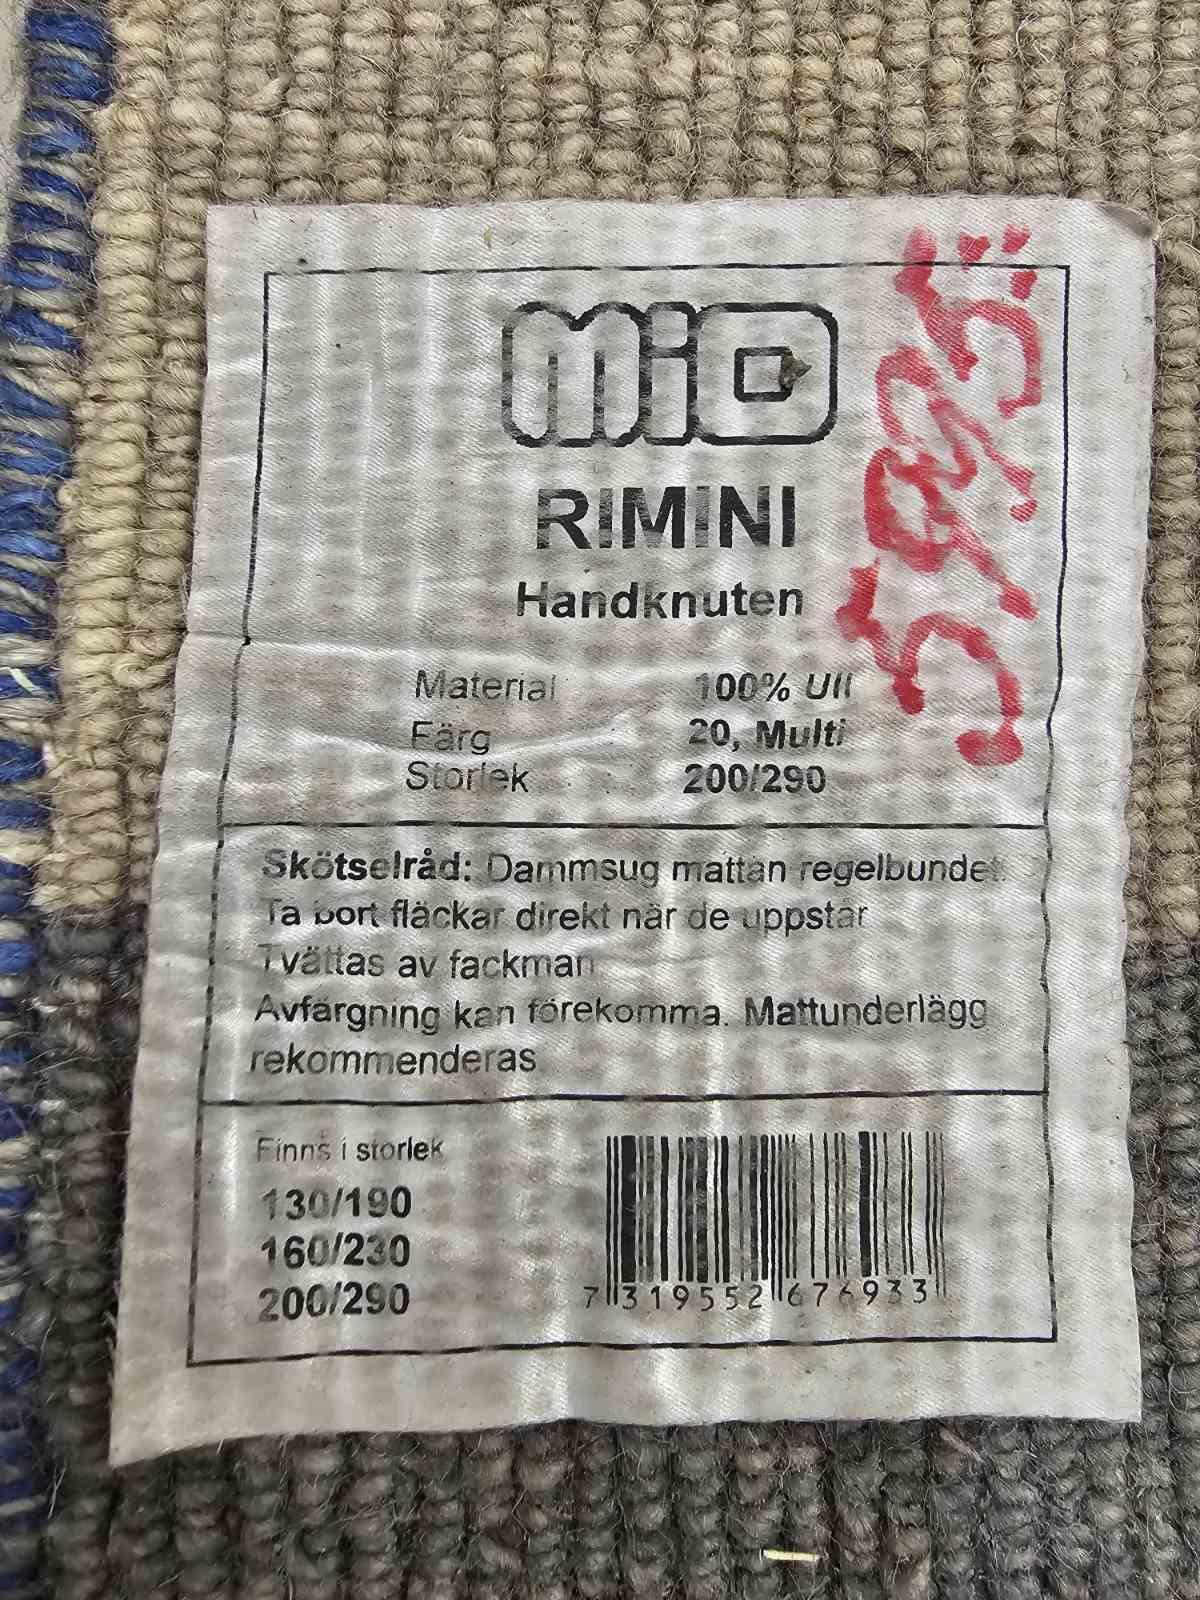 MiO
RIMINI
Handknuten
Material 100% Ull
Färg 20, Multi
Storlek 200/290
Skötselråd: Dammsug mattan regelbundet.
Ta bort fläckar direkt när de uppstår
Tvättas av fackman
Avfärgning kan förekomma. Mattunderlägg
rekommenderas
Finns i storlek
130/190
160/230
200/290
7 319552 676933